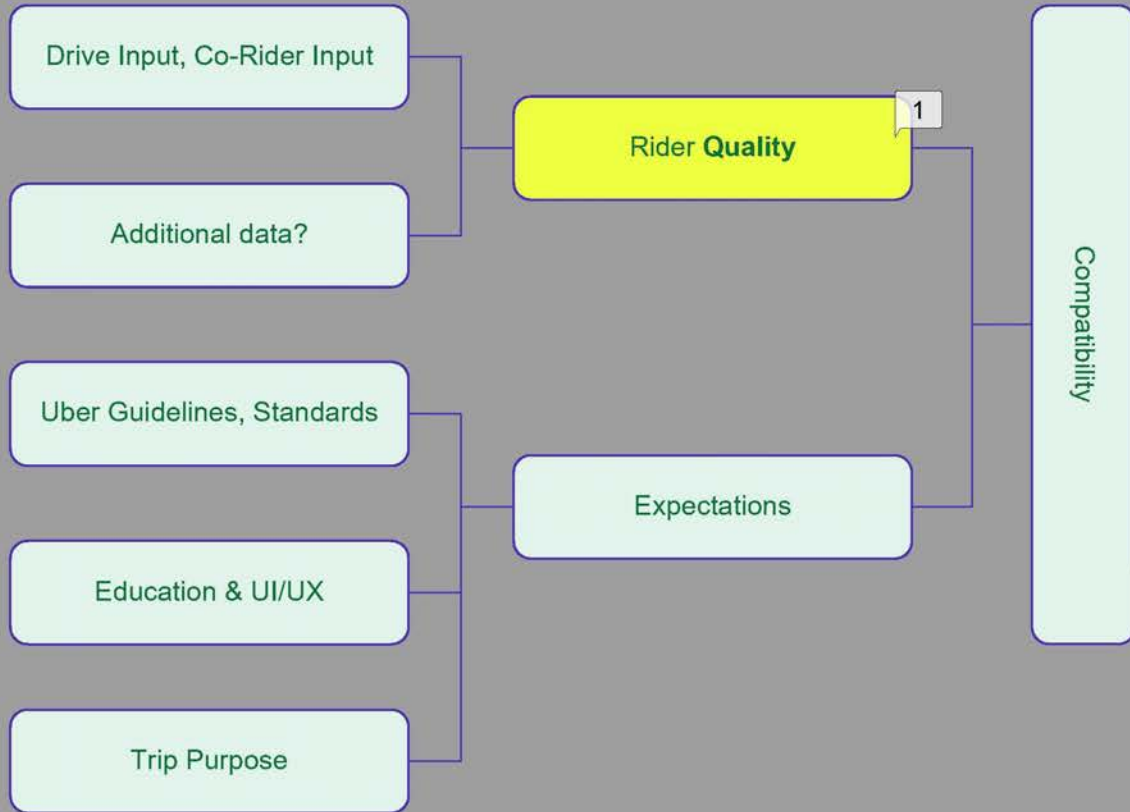 Drive Input, Co-Rider Input
Additional data?
Rider Quality
1
Uber Guidelines, Standards
Education & UI/UX
Trip Purpose
Expectations
Compatibility